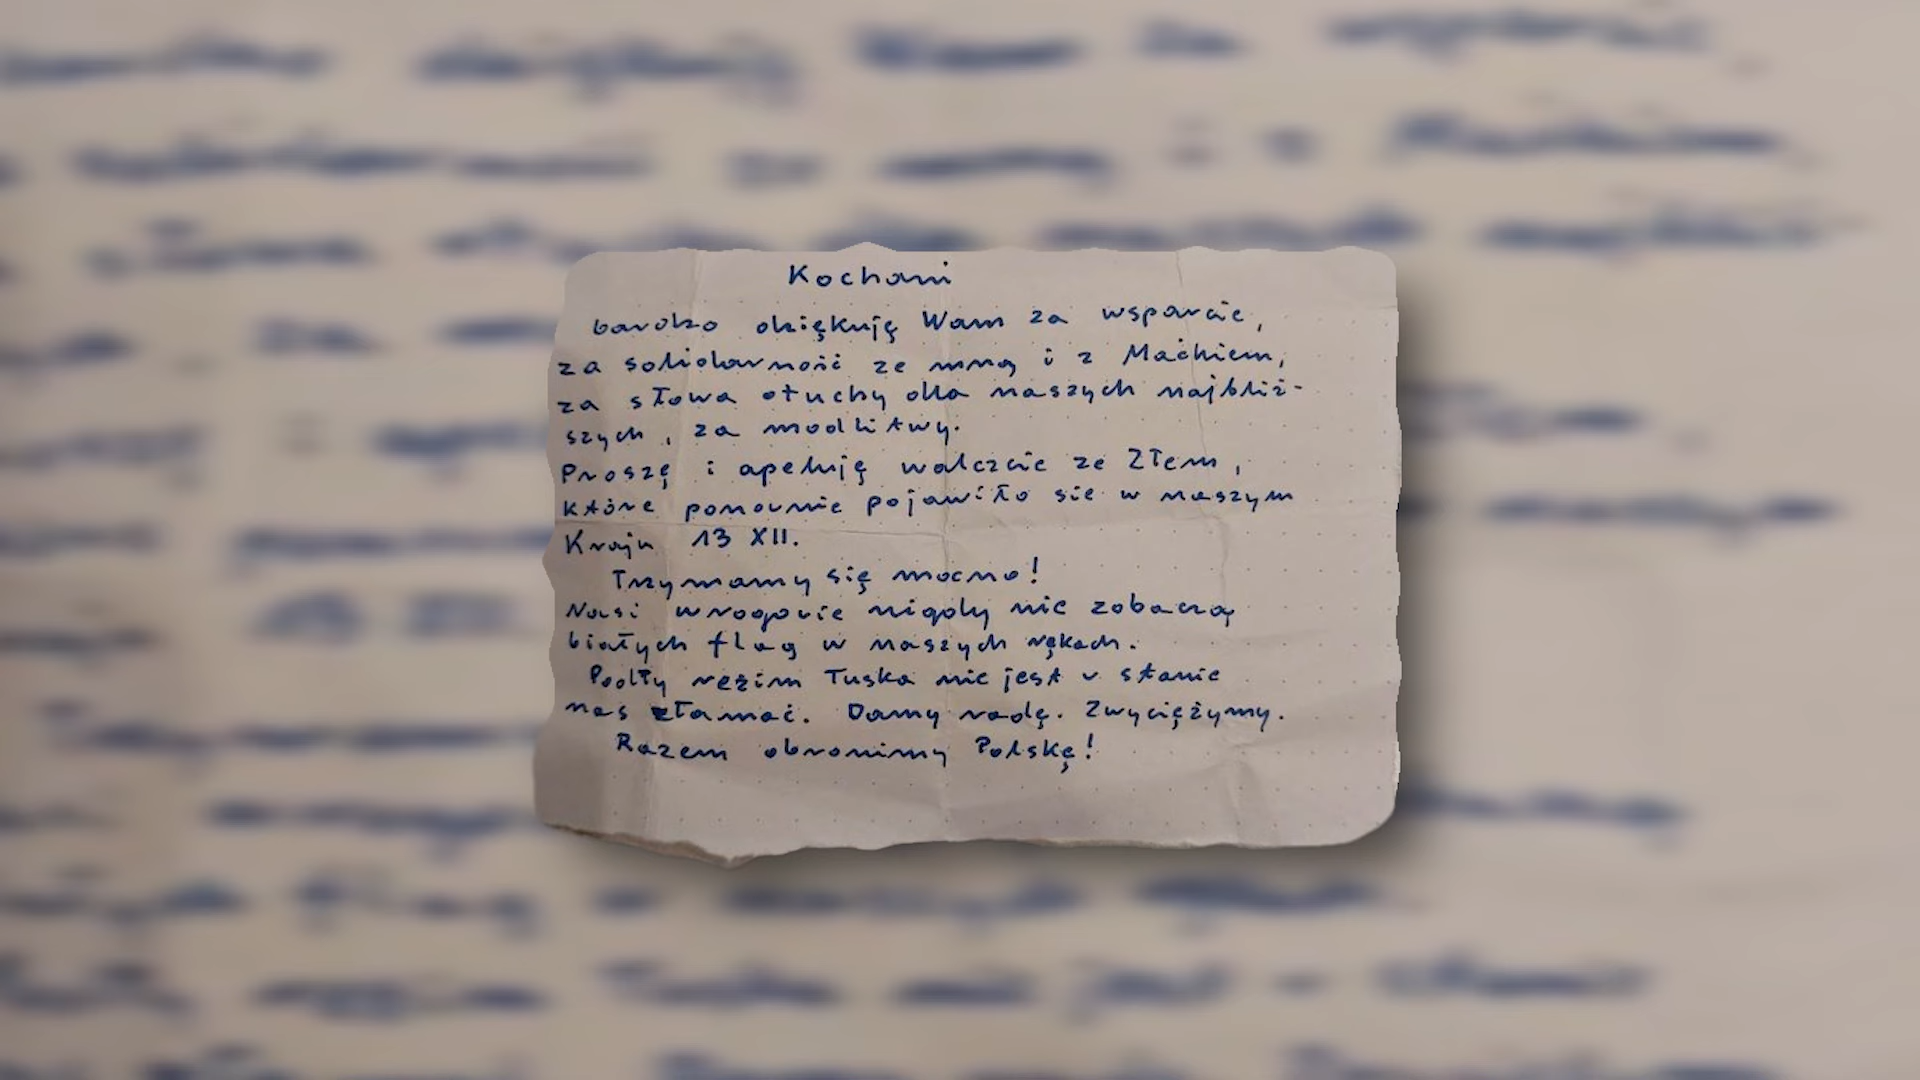 Kochani
bardzo dziękuję Wam za wsparcie,
za solidarność ze mną i z Maćkiem,
za słowa otuchy dla naszych najbliż-
szych, za modlitwy.
Proszę i apeluję walczcie ze Złem,
które ponownie pojawiło sie w naszym
Kraju 13 XII.
Trzymamy się mocno!
Nasi wrogowie nigdy nie zobaczą
białych flag w naszych rękach.
Podły reżim Tuska nie jest w stanie
nas złamać. Damy radę. Zwyciężymy.
Razem obronimy Polskę!